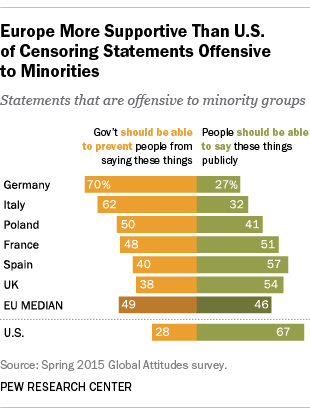 Europe More Supportive Than U.S.
of Censoring Statements Offensive
to Minorities
Statements that are offensive to minority groups
Gov't should be able
to prevent people from
saying these things
People should be able
to say these things
publicly
Germany 70% 27%
Italy 62 32
Poland 50 41
France 48 51
Spain 40 57
UK 38 54
EU MEDIAN 49 46
U.S. 28 67
Source: Spring 2015 Global Attitudes survey.
PEW RESEARCH CENTER